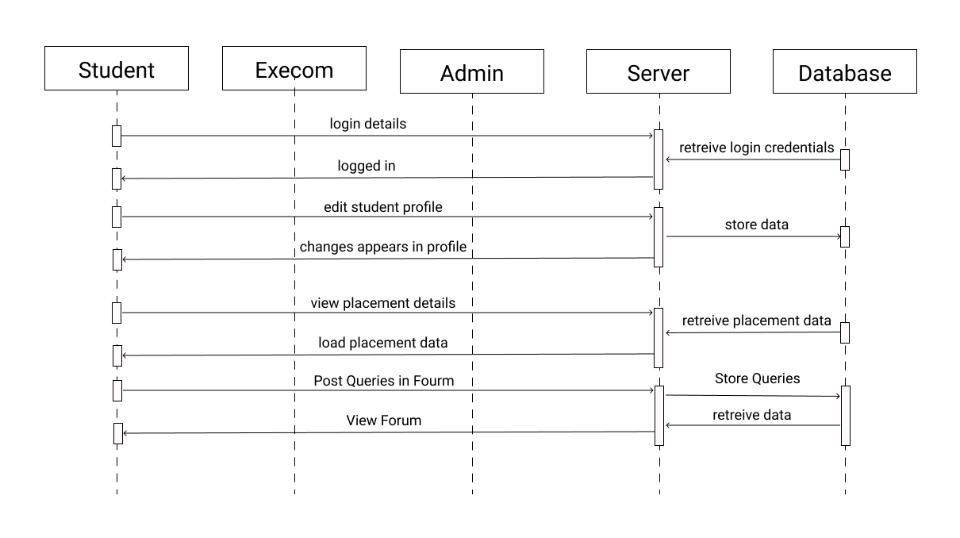 Student
Execom
Admin
Server
Database
login details
retreive login credentials
logged in
edit student profile
store data
changes appears in profile
view placement details
retreive placement data
load placement data
Post Queries in Fourm
Store Queries
retreive data
View Forum